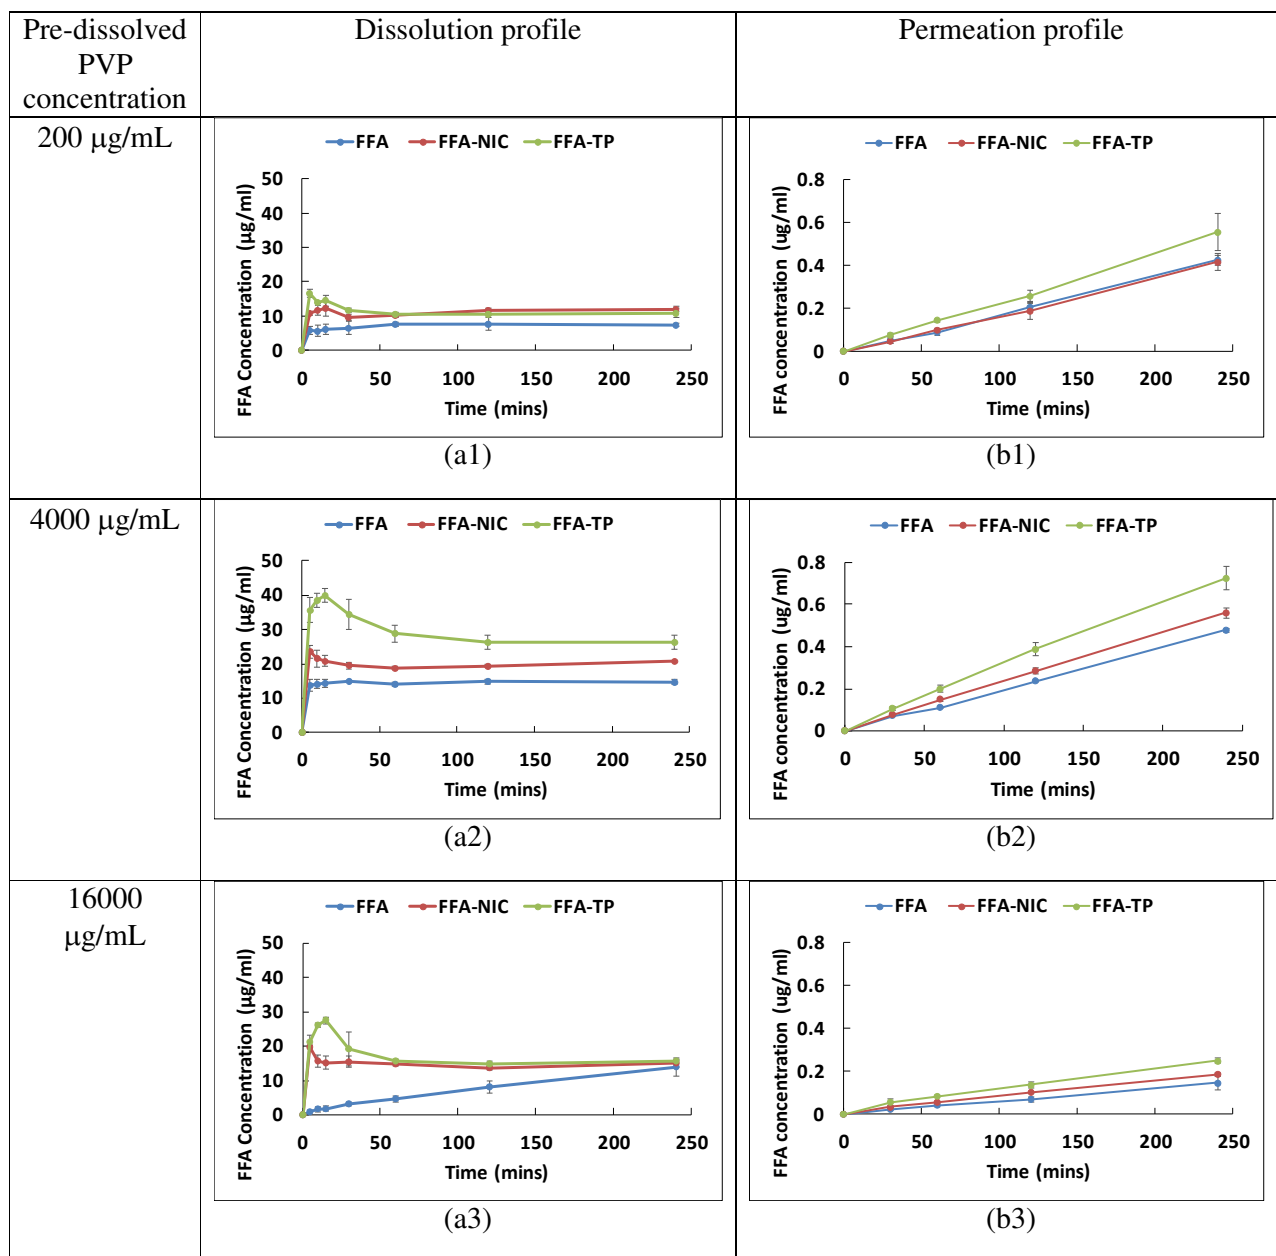 Pre-dissolved
PVP
concentration
Dissolution profile
Permeation profile
200 µg/mL
FFA FFA-NIC FFA-TP
FFA Concentration (µg/ml)
50
40
30
20
10
0
0 50 100 150 200 250
Time (mins)
(a1)
FFA FFA-NIC FFA-TP
FFA concentration (ug/ml)
0.8
0.6
0.4
0.2
0
0 50 100 150 200 250
Time (mins)
(b1)
4000 µg/mL
FFA FFA-NIC FFA-TP
FFA Concentration (µg/ml)
50
40
30
20
10
0
0 50 100 150 200 250
Time (mins)
(a2)
FFA FFA-NIC FFA-TP
FFA concentration (ug/ml)
0.8
0.6
0.4
0.2
0
0 50 100 150 200 250
Time (mins)
(b2)
16000
µg/mL
FFA FFA-NIC FFA-TP
FFA Concentration (µg/ml)
50
40
30
20
10
0
0 50 100 150 200 250
Time (mins)
(a3)
FFA FFA-NIC FFA-TP
FFA concentration (ug/ml)
0.8
0.6
0.4
0.2
0
0 50 100 150 200 250
Time (mins)
(b3)